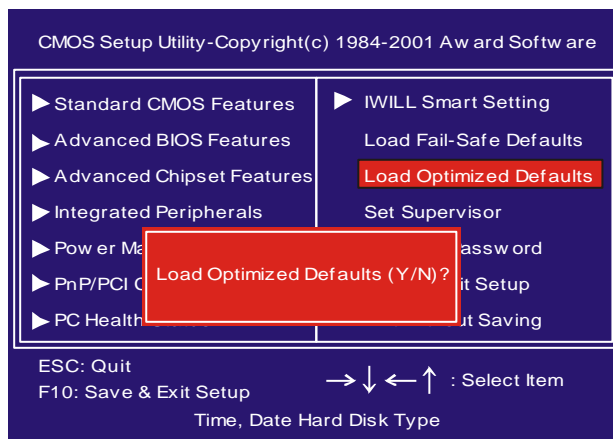 CMOS Setup Utility-Copyright(c) 1984-2001 Award Software
Standard CMOS Features
Advanced BIOS Features
Advanced Chipset Features
Integrated Peripherals
Power Ma
PnP/PCI C
PC Health
IWILL Smart Setting
Load Fail-Safe Defaults
Load Optimized Defaults
Set Supervisor
assword
it Setup
ut Saving
Load Optimized Defaults (Y/N)?
ESC: Quit
F10: Save & Exit Setup
→↓←↑ : Select Item
Time, Date Hard Disk Type